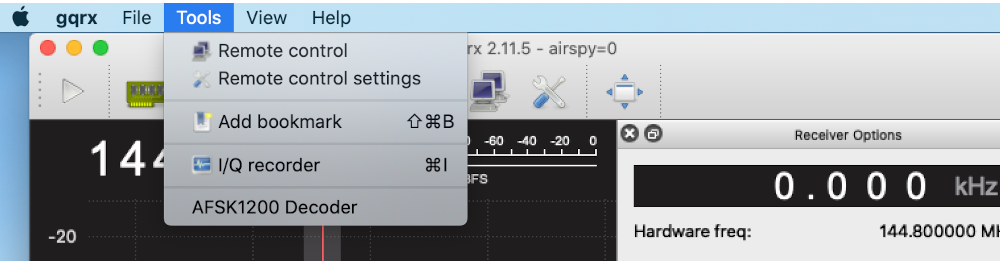 gqrx File Tools View Help
rx 2.11.5 - airspy=0
Remote control
Remote control settings
Add bookmark ⇧⌘B
I/Q recorder ⌘I
AFSK1200 Decoder
144
-60 -40 -20 0
BFS
-20
Receiver Options
0.000 kHz
Hardware freq: 144.800000 MH